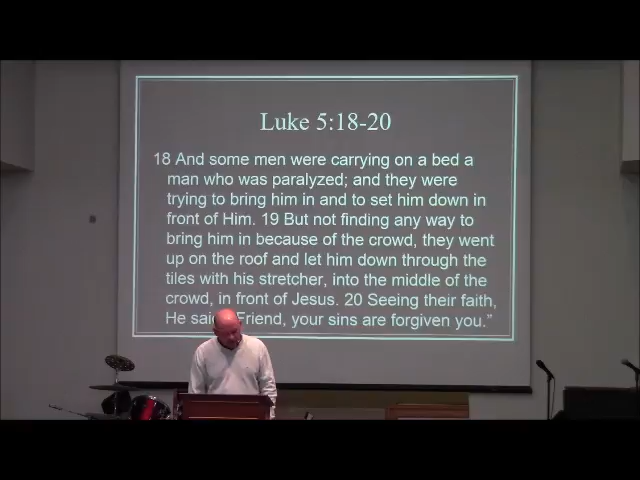 Luke 5:18-20
18 And some men were carrying on a bed a
man who was paralyzed; and they were
trying to bring him in and to set him down in
front of Him. 19 But not finding any way to
bring him in because of the crowd, they went
up on the roof and let him down through the
tiles with his stretcher, into the middle of the
crowd, in front of Jesus. 20 Seeing their faith,
He said, Friend, your sins are forgiven you.”